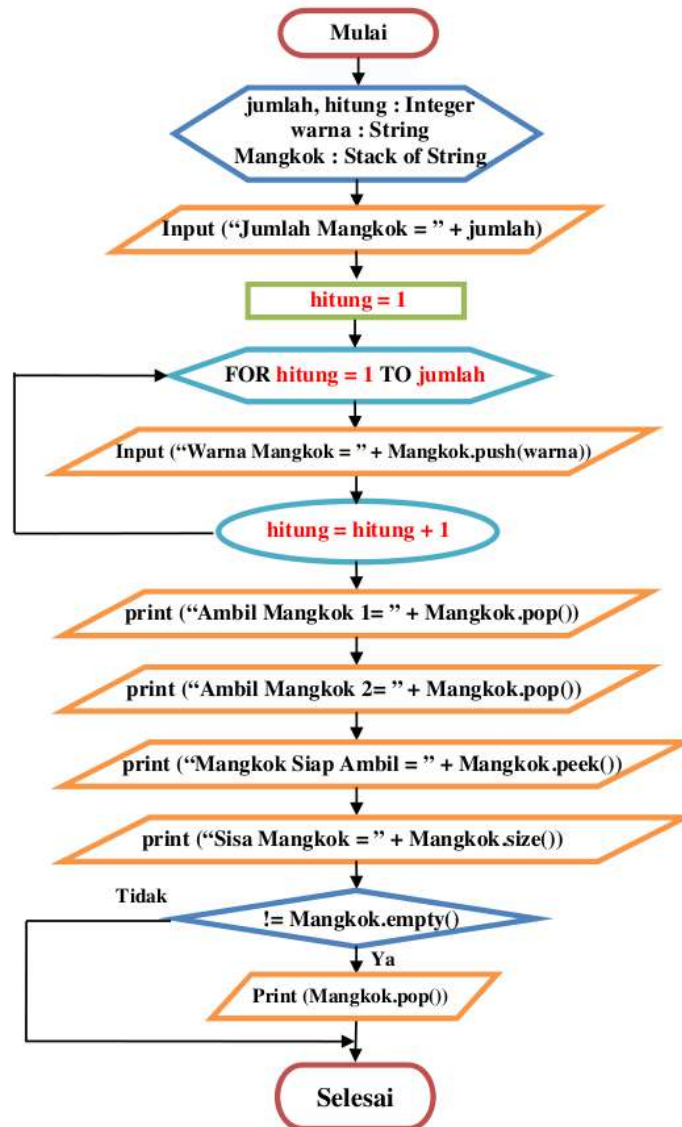 Mulai
jumlah, hitung : Integer
warna : String
Mangkok : Stack of String
Input (“Jumlah Mangkok = ” + jumlah)
hitung = 1
FOR hitung = 1 TO jumlah
Input (“Warna Mangkok = ” + Mangkok.push(warna))
hitung = hitung + 1
print (“Ambil Mangkok 1= ” + Mangkok.pop())
print (“Ambil Mangkok 2= ” + Mangkok.pop())
print (“Mangkok Siap Ambil = ” + Mangkok.peek())
print (“Sisa Mangkok = ” + Mangkok.size())
Tidak
!= Mangkok.empty()
Ya
Print (Mangkok.pop())
Selesai